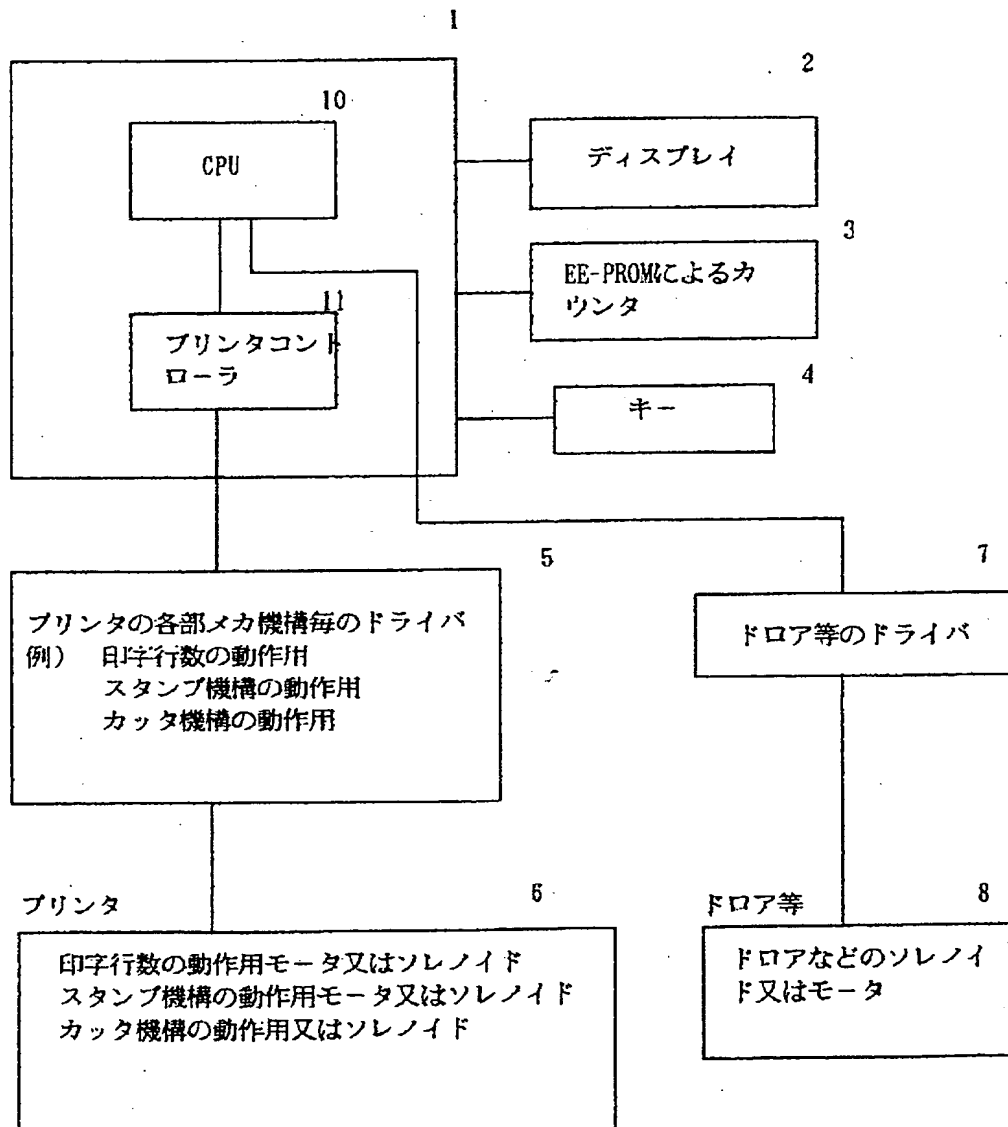 1
2
10
CPU
ディスプレイ
3
EE-PROMによるカ
ウンタ
11
プリンタコント
ローラ
4
キー
5
7
プリンタの各部メカ機構毎のドライバ
例） 印字行数の動作用
スタンプ機構の動作用
カッタ機構の動作用
ドロア等のドライバ
プリンタ
6
ドロア等
8
印字行数の動作用モータ又はソレノイド
スタンプ機構の動作用モータ又はソレノイド
カッタ機構の動作用又はソレノイド
ドロアなどのソレノイ
ド又はモータ